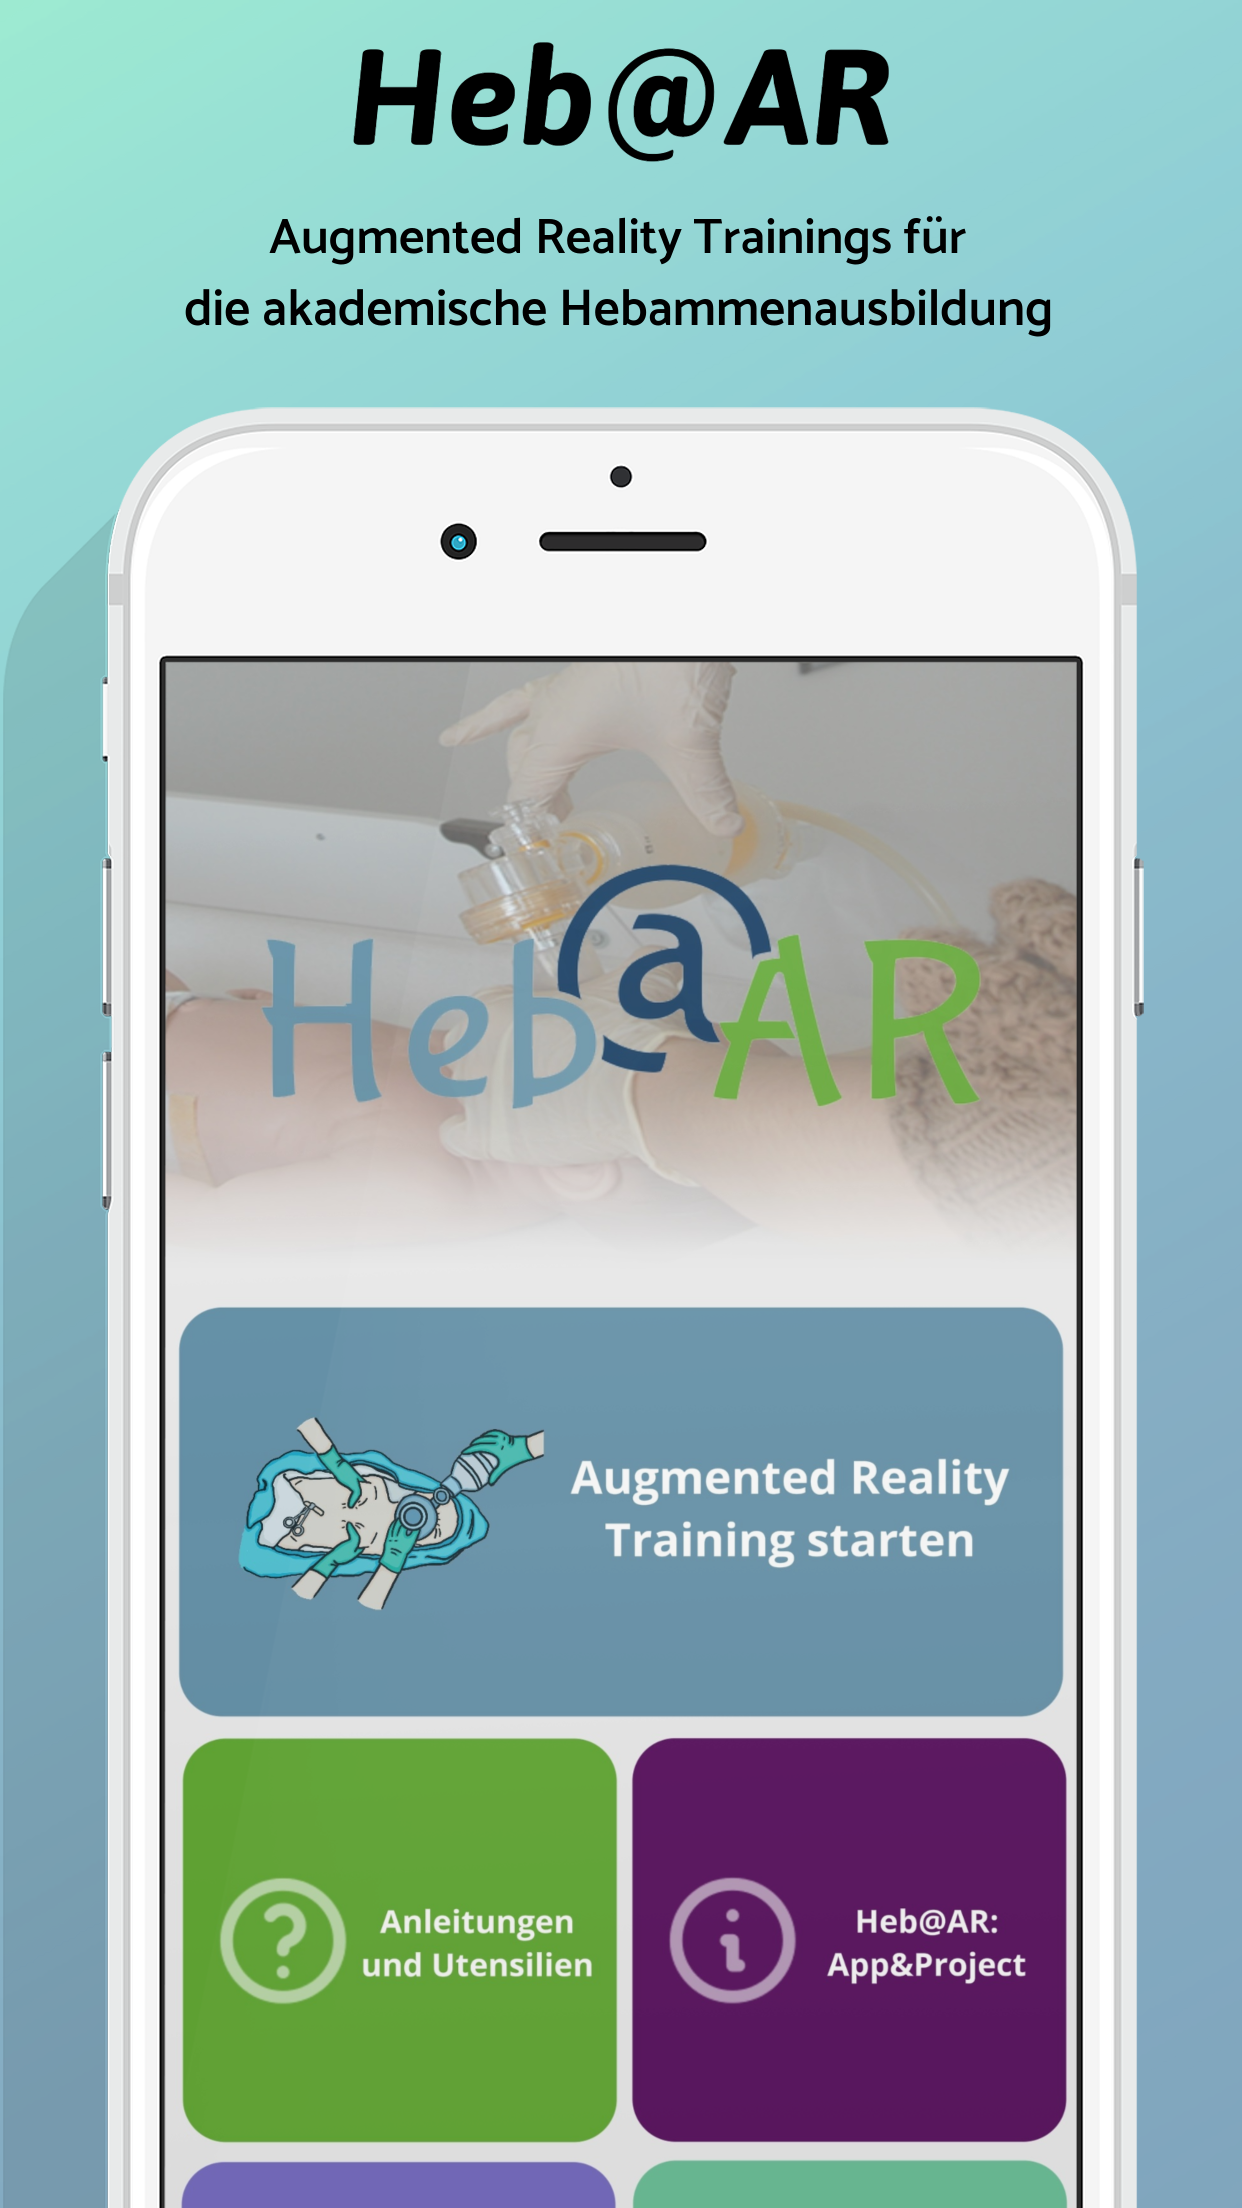 Heb@AR
Augmented Reality Trainings für
die akademische Hebammenausbildung
Heb@AR
Augmented Reality
Training starten
Anleitungen
und Utensilien
Heb@AR:
App&Project